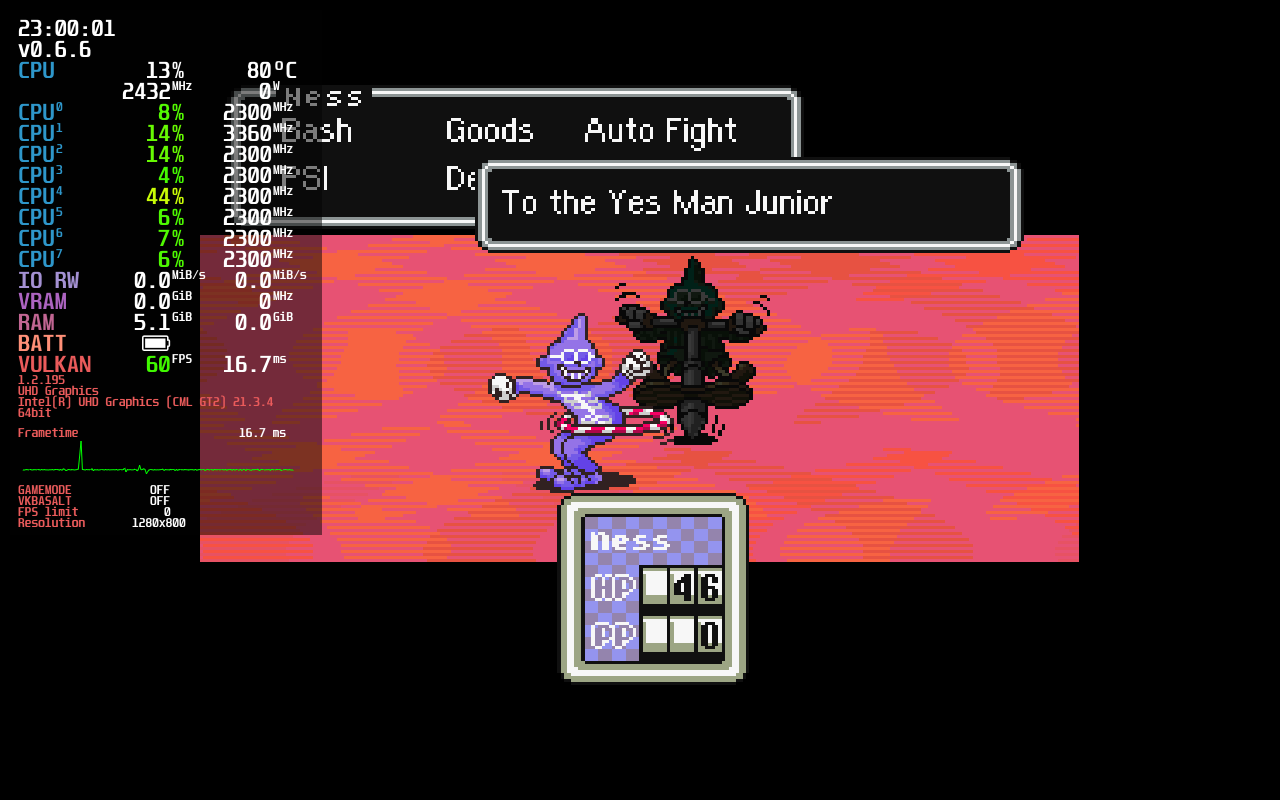 23:00:01
v0.6.6
CPU 13% 80°C
2432MHz 0W
CPU0 8% 2300MHz
CPU1 14% 3360MHz
CPU2 14% 2300MHz
CPU3 4% 2300MHz
CPU4 44% 2300MHz
CPU5 6% 2300MHz
CPU6 7% 2300MHz
CPU7 6% 2300MHz
IO RW 0.0MiB/s 0.0MiB/s
VRAM 0.0GiB 0MHz
RAM 5.1GiB 0.0GiB
BATT
VULKAN 60FPS 16.7ms
1.2.195
UHD Graphics
Intel(R) UHD Graphics (CML GT2) 21.3.4
64bit
Frametime 16.7 ms
GAMEMODE OFF
VKBASALT OFF
FPS limit 0
Resolution 1280x800
Ness
Bash Goods Auto Fight
PSI De
To the Yes Man Junior
Ness
HP 46
PP 0